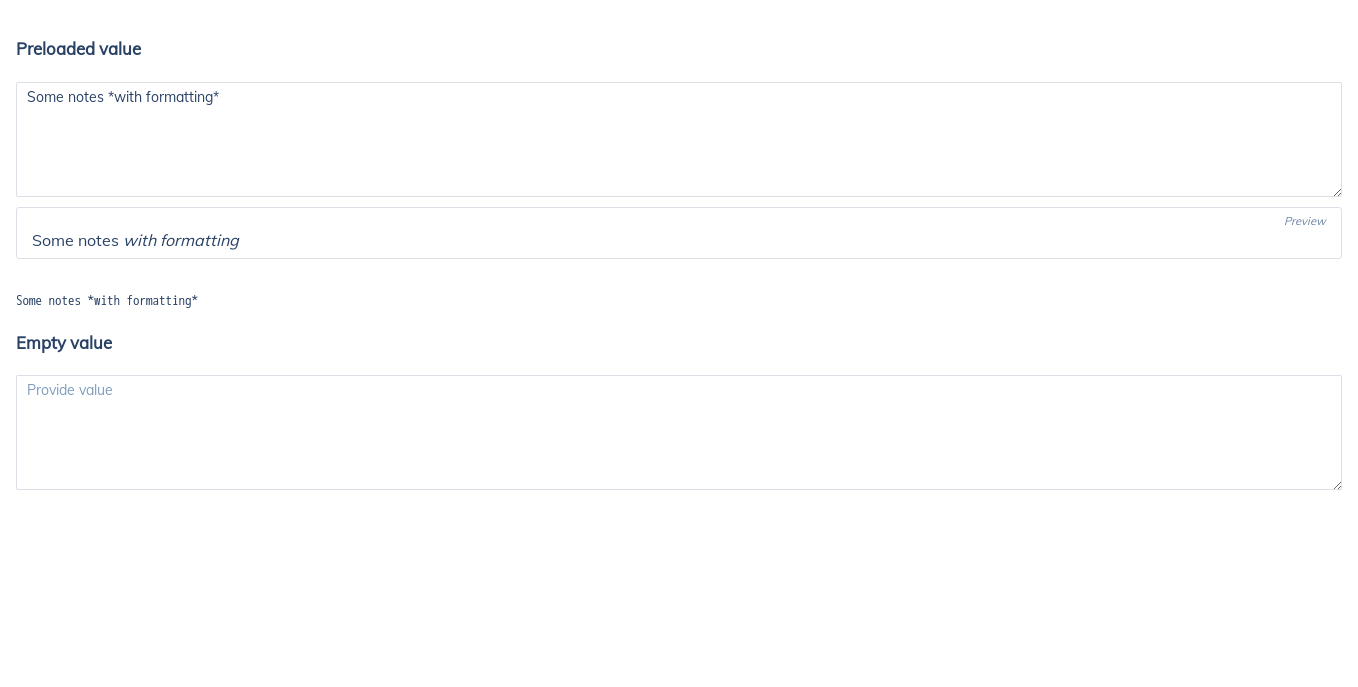 Preloaded value
Some notes *with formatting*
Preview
Some notes with formatting
Some notes *with formatting*
Empty value
Provide value